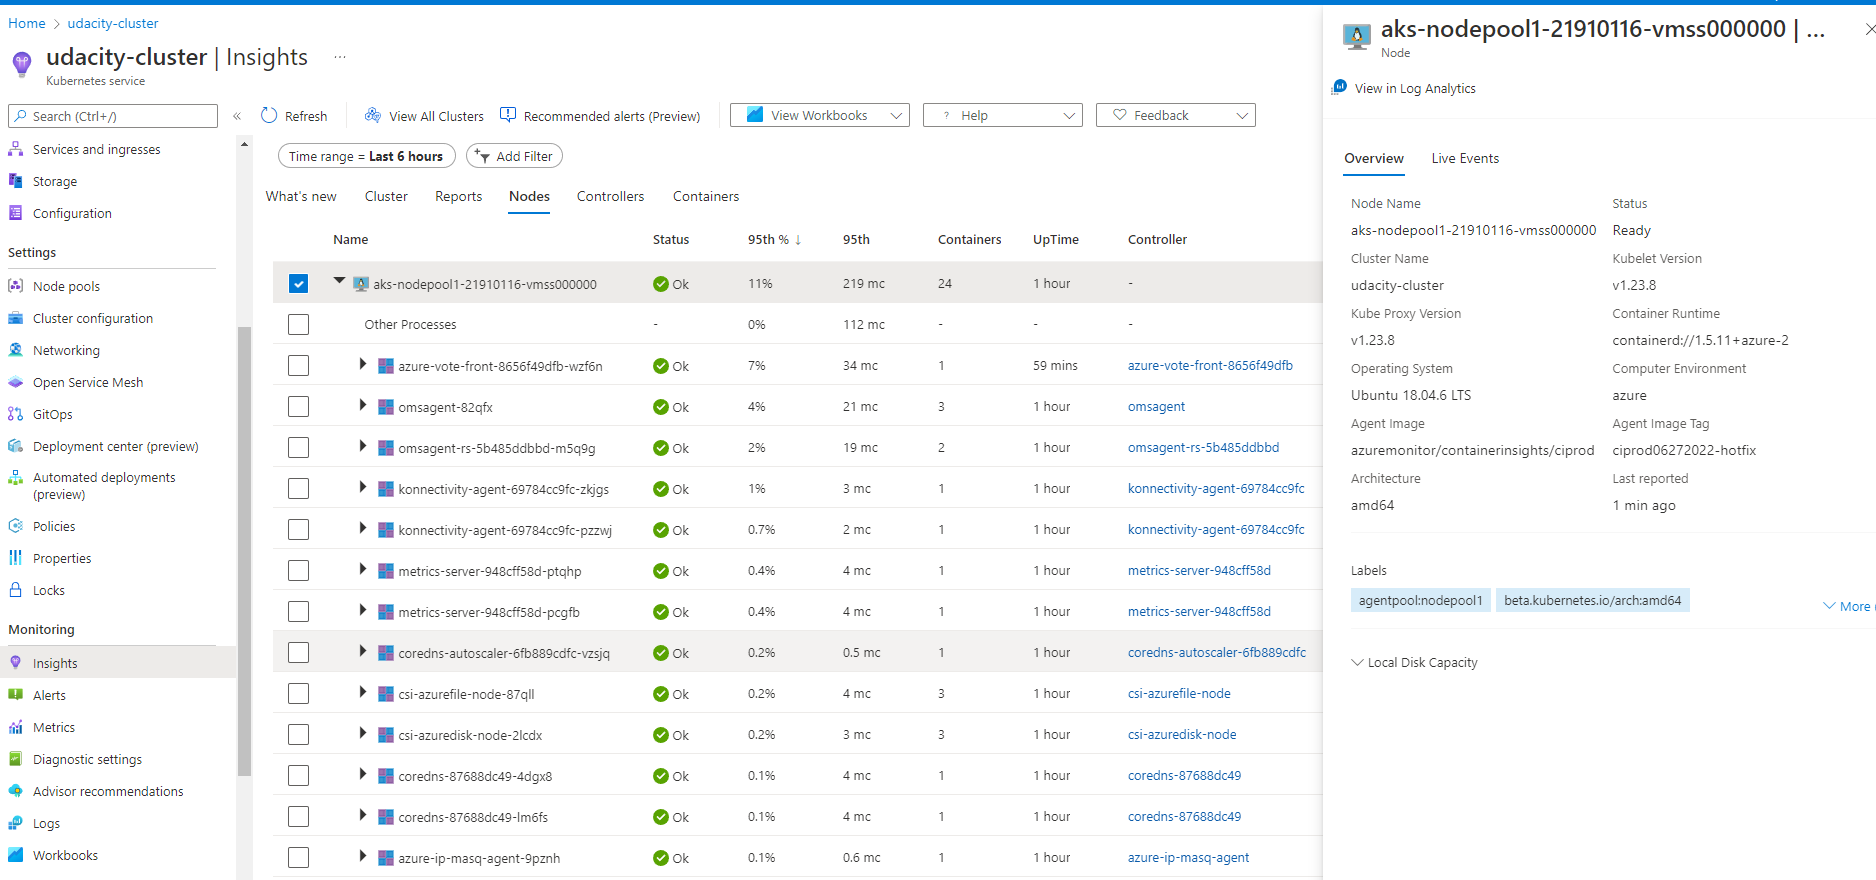 Home > udacity-cluster
udacity-cluster | Insights ...
Kubernetes service
Search (Ctrl+/)
«
Services and ingresses
Storage
Configuration
Settings
Node pools
Cluster configuration
Networking
Open Service Mesh
GitOps
Deployment center (preview)
Automated deployments
(preview)
Policies
Properties
Locks
Monitoring
Insights
Alerts
Metrics
Diagnostic settings
Advisor recommendations
Logs
Workbooks
Refresh View All Clusters Recommended alerts (Preview) View Workbooks ? Help Feedback
Time range = Last 6 hours Add Filter
What's new Cluster Reports Nodes Controllers Containers
Name Status 95th % ↓ 95th Containers UpTime Controller
aks-nodepool1-21910116-vmss000000 Ok 11% 219 mc 24 1 hour -
Other Processes - 0% 112 mc - - -
azure-vote-front-8656f49dfb-wzf6n Ok 7% 34 mc 1 59 mins azure-vote-front-8656f49dfb
omsagent-82qfx Ok 4% 21 mc 3 1 hour omsagent
omsagent-rs-5b485ddbbd-m5q9g Ok 2% 19 mc 2 1 hour omsagent-rs-5b485ddbbd
konnectivity-agent-69784cc9fc-zkjgs Ok 1% 3 mc 1 1 hour konnectivity-agent-69784cc9fc
konnectivity-agent-69784cc9fc-pzzwj Ok 0.7% 2 mc 1 1 hour konnectivity-agent-69784cc9fc
metrics-server-948cff58d-ptqhp Ok 0.4% 4 mc 1 1 hour metrics-server-948cff58d
metrics-server-948cff58d-pcgfb Ok 0.4% 4 mc 1 1 hour metrics-server-948cff58d
coredns-autoscaler-6fb889cdfc-vzsjq Ok 0.2% 0.5 mc 1 1 hour coredns-autoscaler-6fb889cdfc
csi-azurefile-node-87qll Ok 0.2% 4 mc 3 1 hour csi-azurefile-node
csi-azuredisk-node-2lcdx Ok 0.2% 3 mc 3 1 hour csi-azuredisk-node
coredns-87688dc49-4dgx8 Ok 0.1% 4 mc 1 1 hour coredns-87688dc49
coredns-87688dc49-lm6fs Ok 0.1% 4 mc 1 1 hour coredns-87688dc49
azure-ip-masq-agent-9pznh Ok 0.1% 0.6 mc 1 1 hour azure-ip-masq-agent
aks-nodepool1-21910116-vmss000000 | ...
Node
View in Log Analytics
Overview Live Events
Node Name Status
aks-nodepool1-21910116-vmss000000 Ready
Cluster Name Kubelet Version
udacity-cluster v1.23.8
Kube Proxy Version Container Runtime
v1.23.8 containerd://1.5.11+azure-2
Operating System Computer Environment
Ubuntu 18.04.6 LTS azure
Agent Image Agent Image Tag
azuremonitor/containerinsights/ciprod ciprod06272022-hotfix
Architecture Last reported
amd64 1 min ago
Labels
agentpool:nodepool1 beta.kubernetes.io/arch:amd64
More
Local Disk Capacity